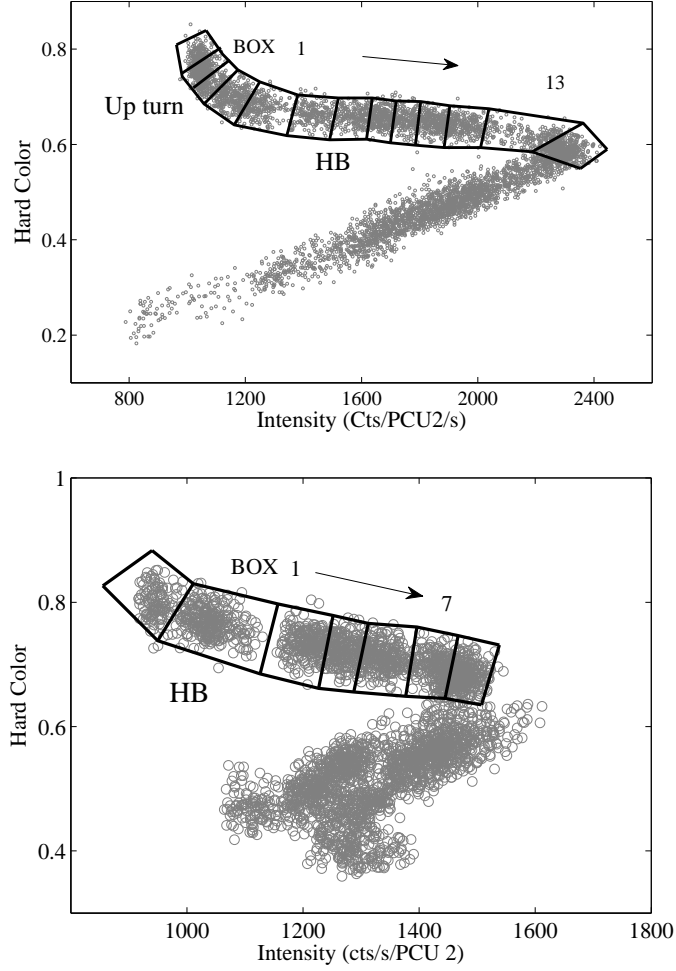 0.8
BOX 1
13
Up turn
0.6
HB
Hard Color
0.4
0.2
800 1200 1600 2000 2400
Intensity (Cts/PCU2/s)
1
BOX 1
0.8
7
HB
Hard Color
0.6
0.4
1000 1200 1400 1600 1800
Intensity (cts/s/PCU 2)